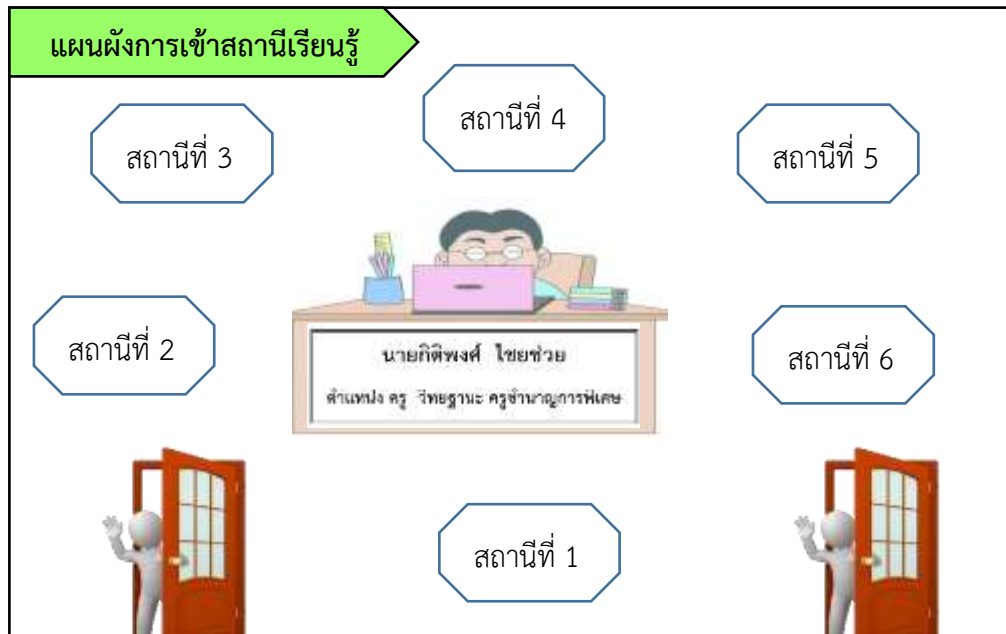 แผนผังการเข้าสถานีเรียนรู้
สถานีที่ 4
สถานีที่ 3
สถานีที่ 5
สถานีที่ 2
นายกิติพงศ์ ไชยช่วย
ตำแหน่ง ครู วิทยฐานะ ครูชำนาญการพิเศษ
สถานีที่ 6
สถานีที่ 1